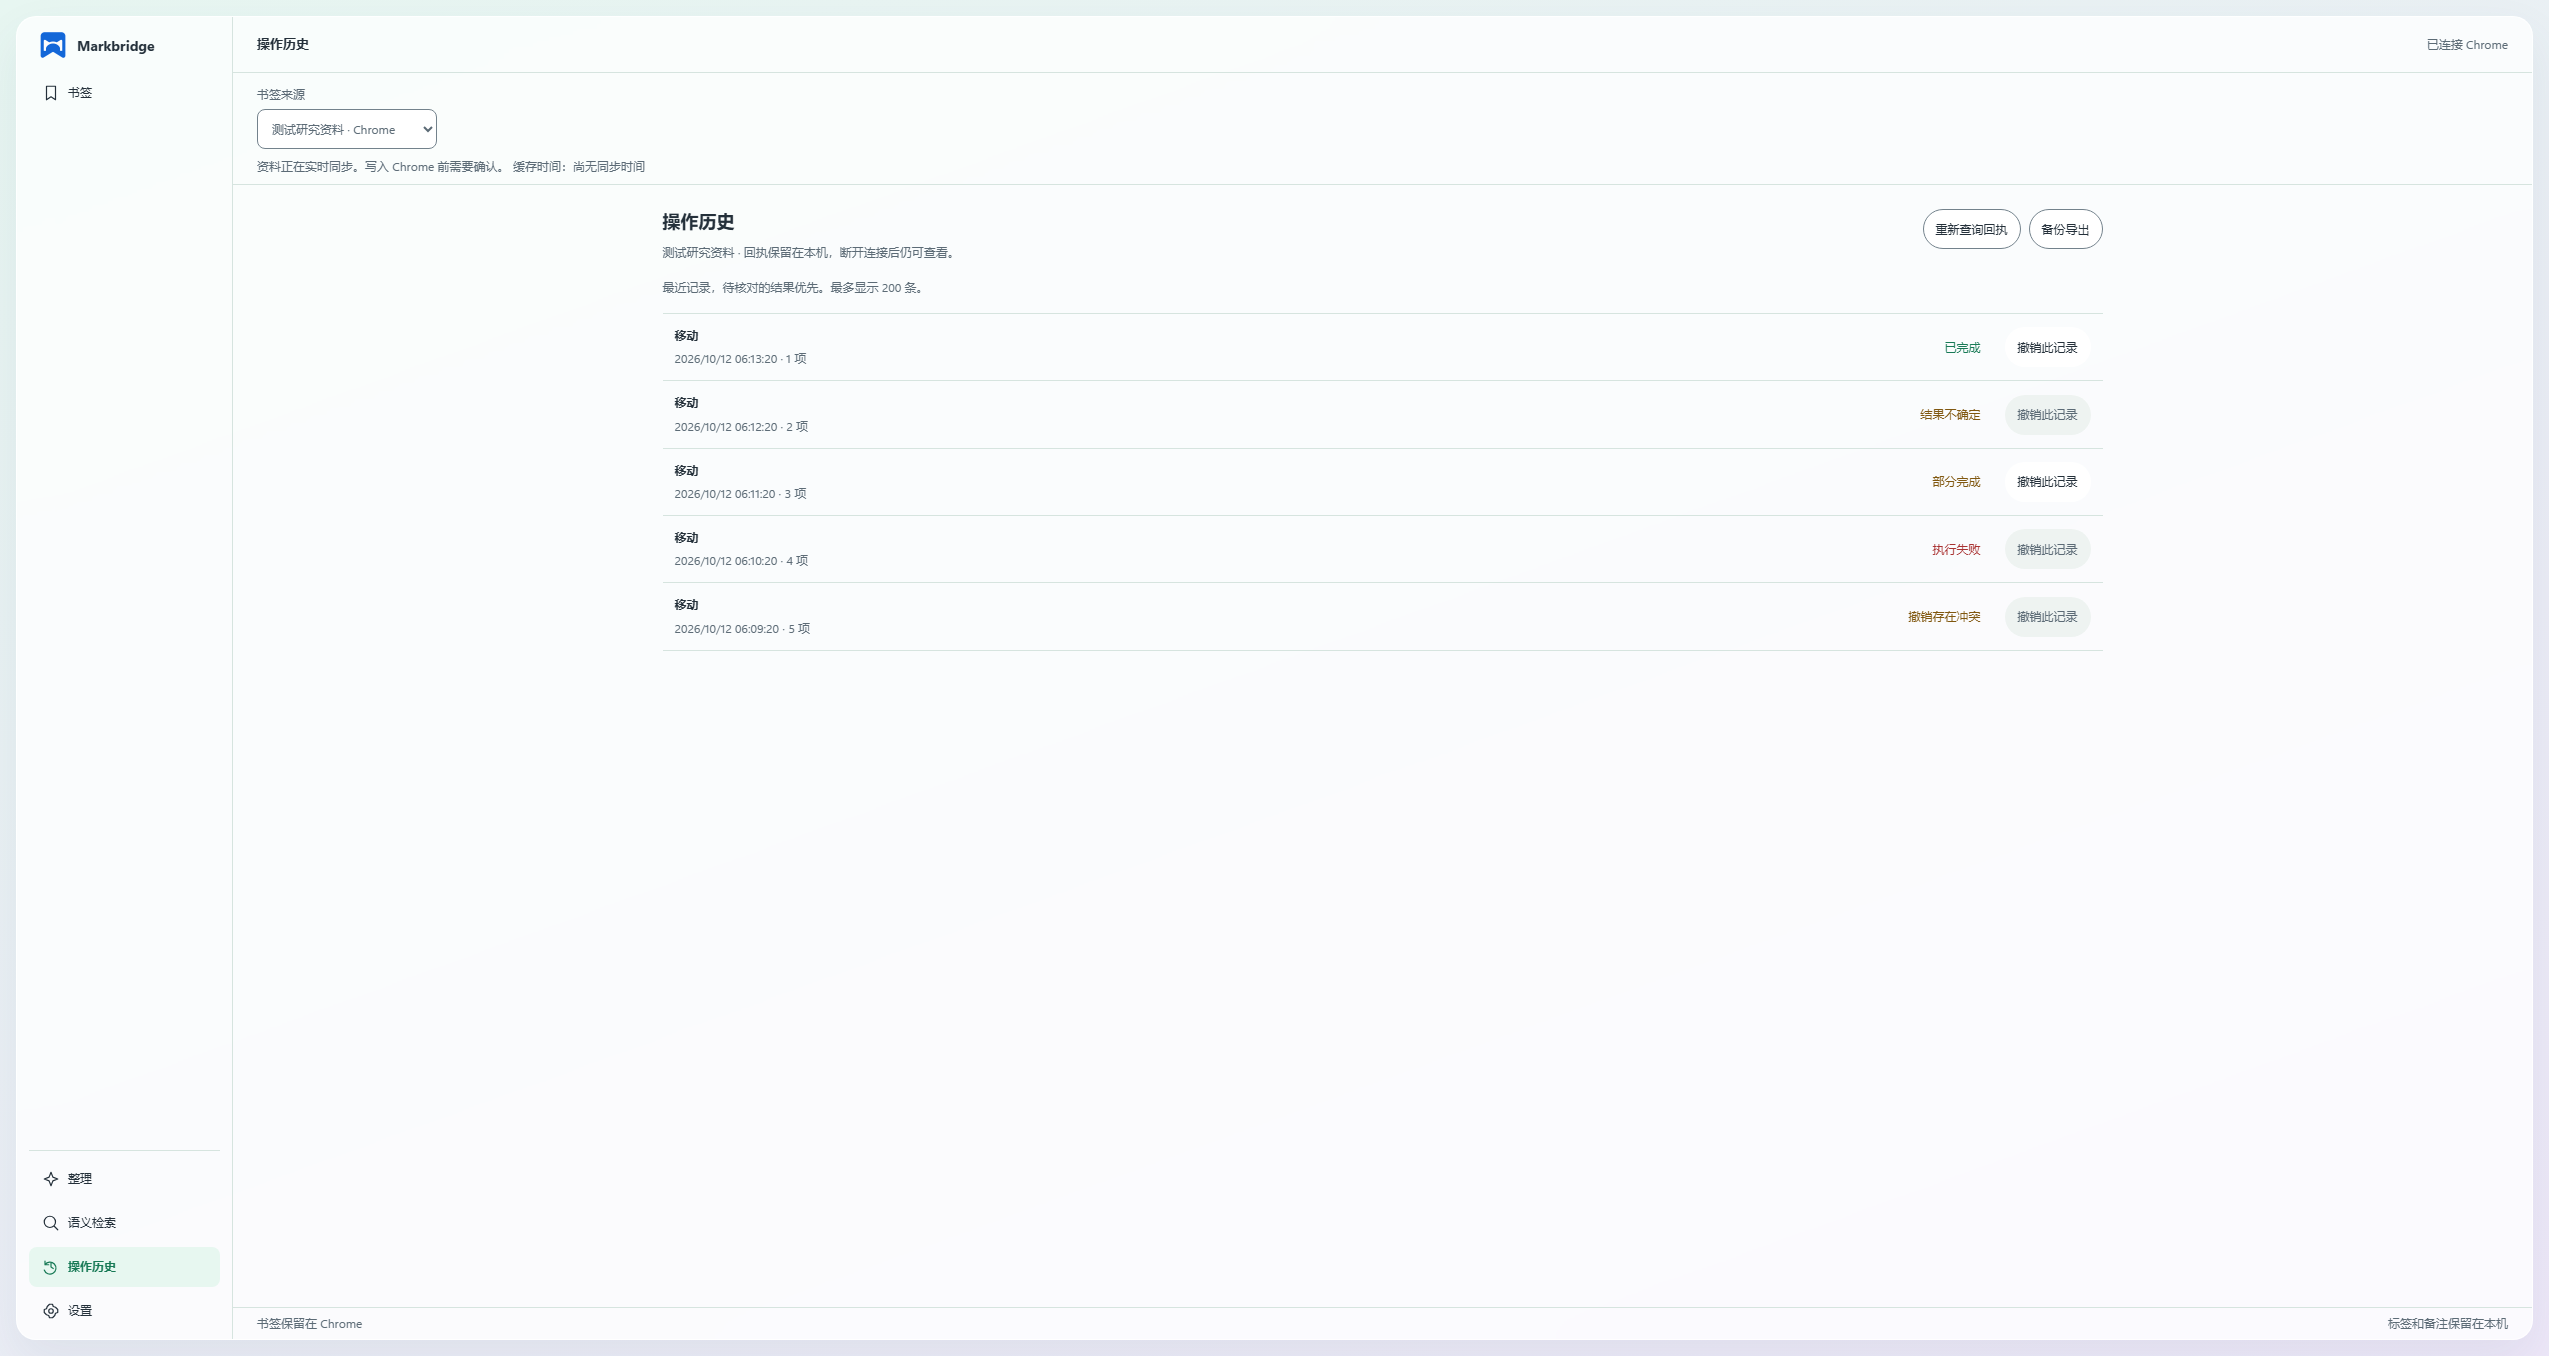 Markbridge
书签
操作历史
已连接 Chrome
书签来源
测试研究资料 · Chrome
资料正在实时同步。写入 Chrome 前需要确认。 缓存时间：尚无同步时间
操作历史
重新查询回执
备份导出
测试研究资料 · 回执保留在本机，断开连接后仍可查看。
最近记录，待核对的结果优先。最多显示 200 条。
移动
2026/10/12 06:13:20 · 1 项
已完成
撤销此记录
移动
2026/10/12 06:12:20 · 2 项
结果不确定
撤销此记录
移动
2026/10/12 06:11:20 · 3 项
部分完成
撤销此记录
移动
2026/10/12 06:10:20 · 4 项
执行失败
撤销此记录
移动
2026/10/12 06:09:20 · 5 项
撤销存在冲突
撤销此记录
整理
语义检索
操作历史
设置
书签保留在 Chrome
标签和备注保留在本机